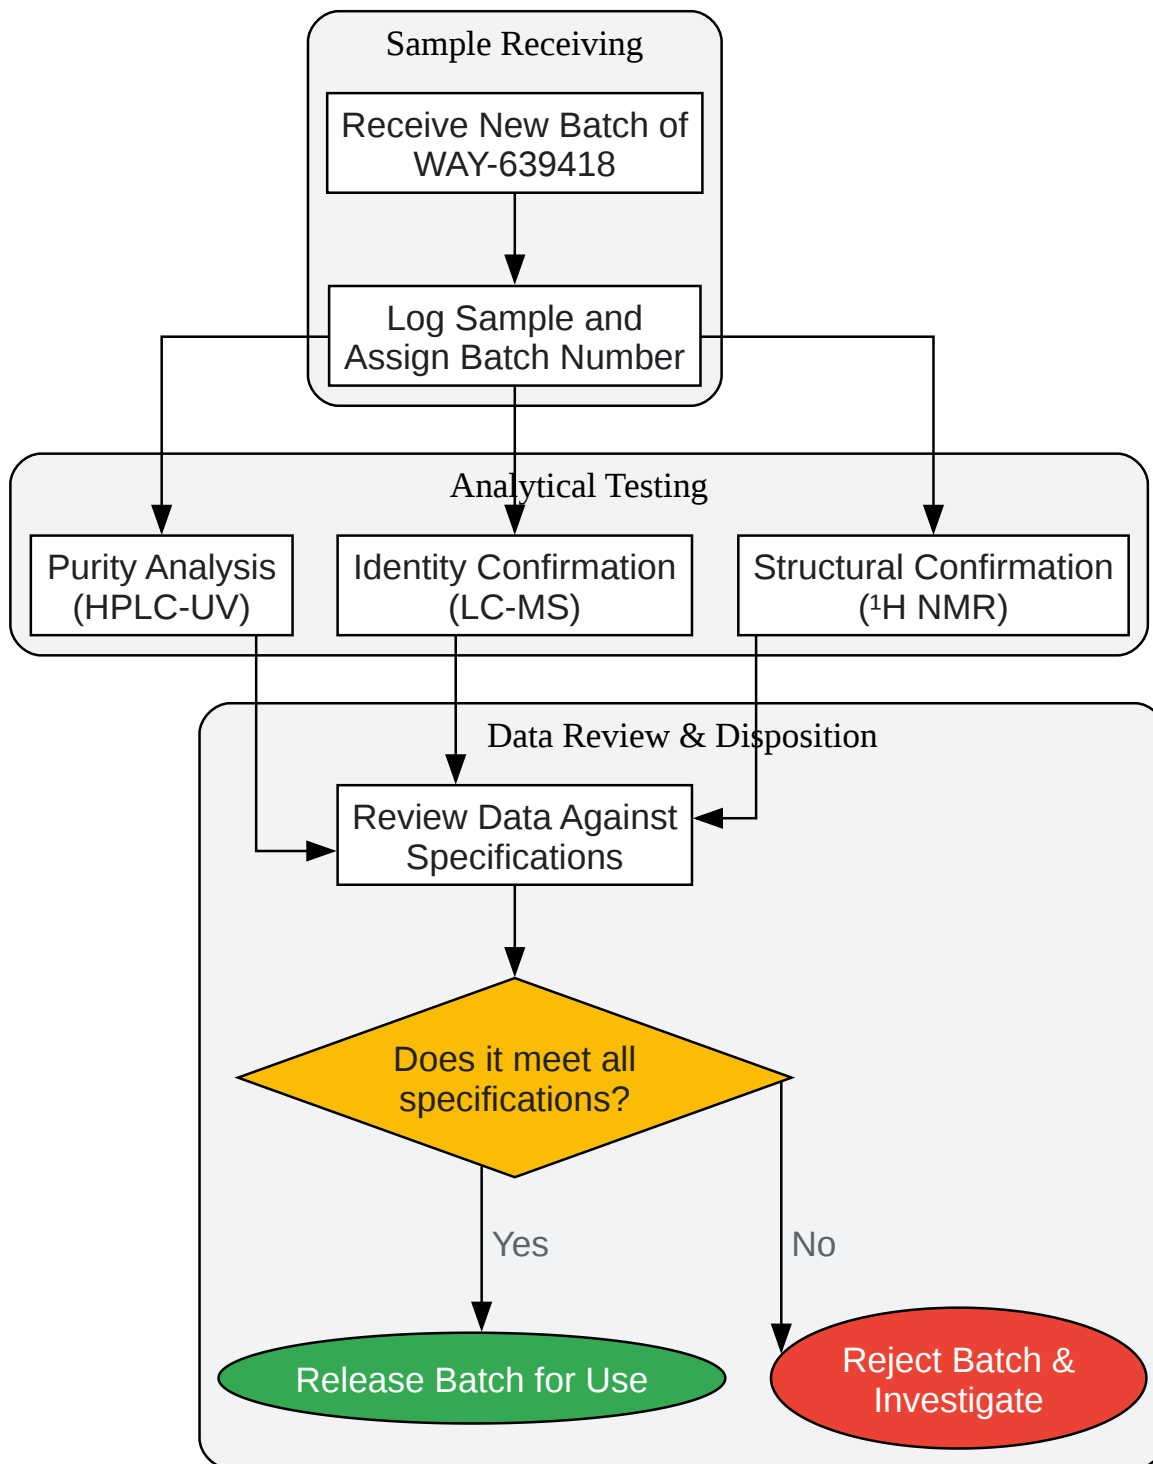 Sample Receiving
Receive New Batch of
WAY-639418
Log Sample and
Assign Batch Number
Analytical Testing
Purity Analysis
(HPLC-UV)
Identity Confirmation
(LC-MS)
Structural Confirmation
(¹H NMR)
Data Review & Disposition
Review Data Against
Specifications
Does it meet all
specifications?
Yes
No
Release Batch for Use
Reject Batch &
Investigate